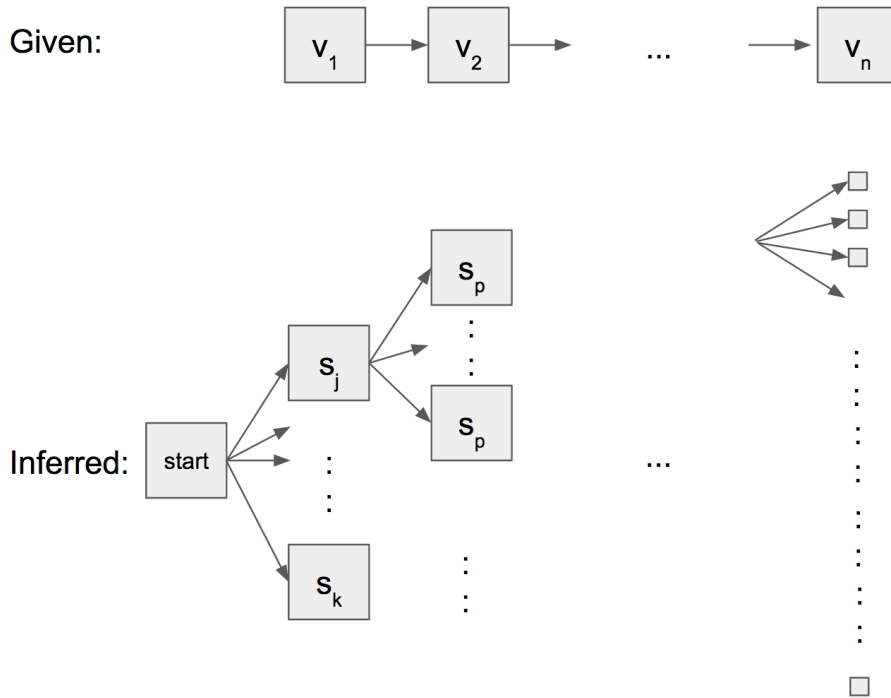 Given: v₁ v₂ ... vₙ
sₚ
sⱼ
sₚ
Inferred: start ...
sₖ